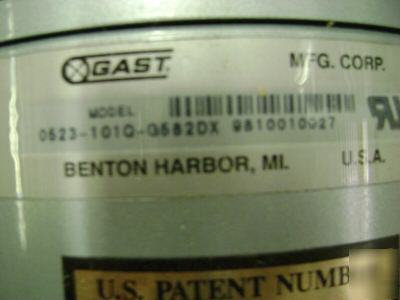 GAST MFG. CORP.
MODEL
0523-101Q-G582DX 9810010027
BENTON HARBOR, MI. U.S.A.
U.S. PATENT NUMB